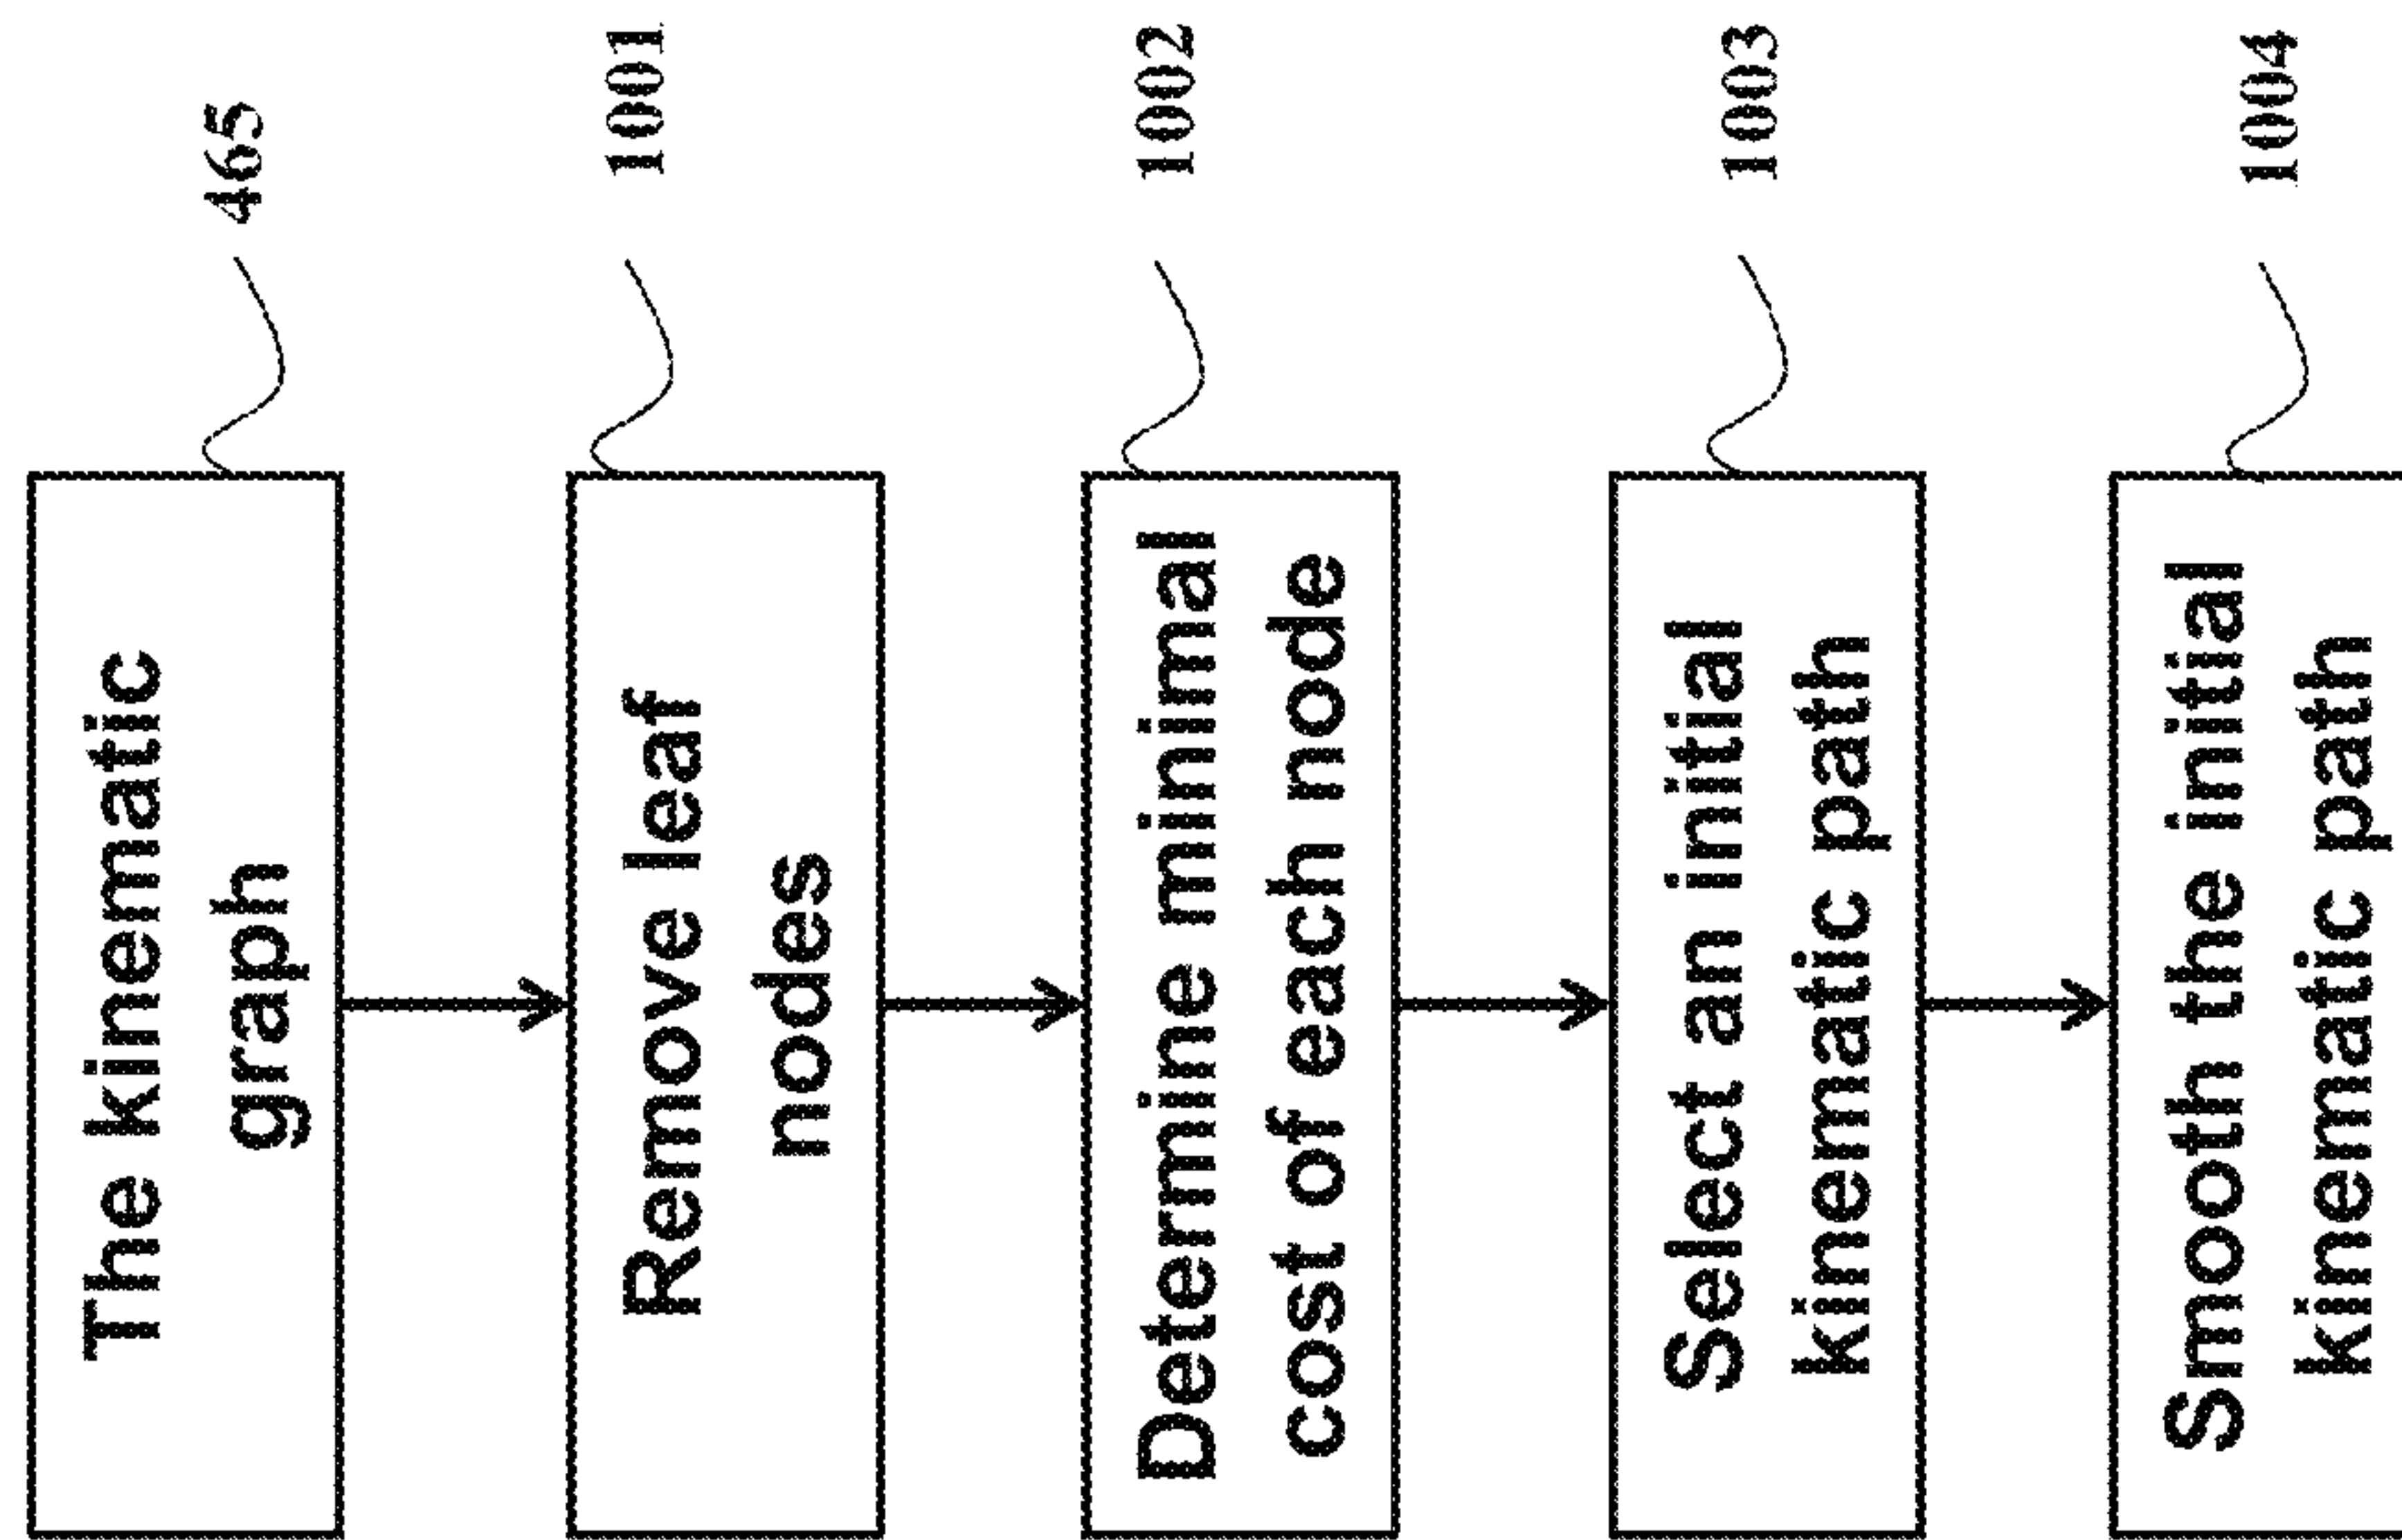 The kinematic
graph
465
Remove leaf
nodes
1001
Determine minimal
cost of each node
1002
Select an initial
kinematic path
1003
Smooth the initial
kinematic path
1004